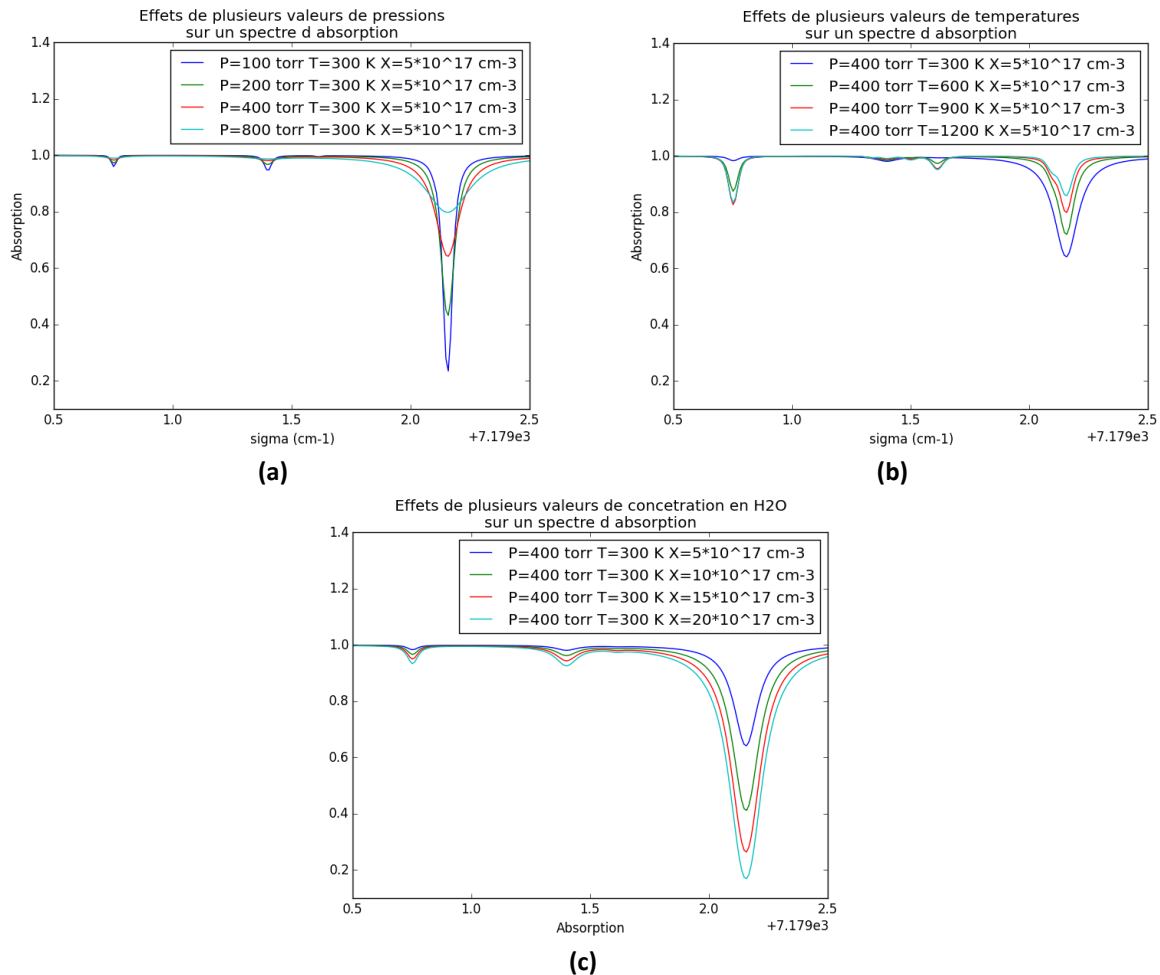 Effets de plusieurs valeurs de pressions
sur un spectre d absorption
1.4
1.2
1.0
0.8
0.6
0.4
0.2
Absorption
P=100 torr T=300 K X=5*10^17 cm-3
P=200 torr T=300 K X=5*10^17 cm-3
P=400 torr T=300 K X=5*10^17 cm-3
P=800 torr T=300 K X=5*10^17 cm-3
0.5 1.0 1.5 2.0 2.5
sigma (cm-1)
+7.179e3
(a)
Effets de plusieurs valeurs de temperatures
sur un spectre d absorption
1.4
1.2
1.0
0.8
0.6
0.4
0.2
Absorption
P=400 torr T=300 K X=5*10^17 cm-3
P=400 torr T=600 K X=5*10^17 cm-3
P=400 torr T=900 K X=5*10^17 cm-3
P=400 torr T=1200 K X=5*10^17 cm-3
0.5 1.0 1.5 2.0 2.5
sigma (cm-1)
+7.179e3
(b)
Effets de plusieurs valeurs de concetration en H2O
sur un spectre d absorption
1.4
1.2
1.0
0.8
0.6
0.4
0.2
P=400 torr T=300 K X=5*10^17 cm-3
P=400 torr T=300 K X=10*10^17 cm-3
P=400 torr T=300 K X=15*10^17 cm-3
P=400 torr T=300 K X=20*10^17 cm-3
0.5 1.0 1.5 2.0 2.5
Absorption
+7.179e3
(c)